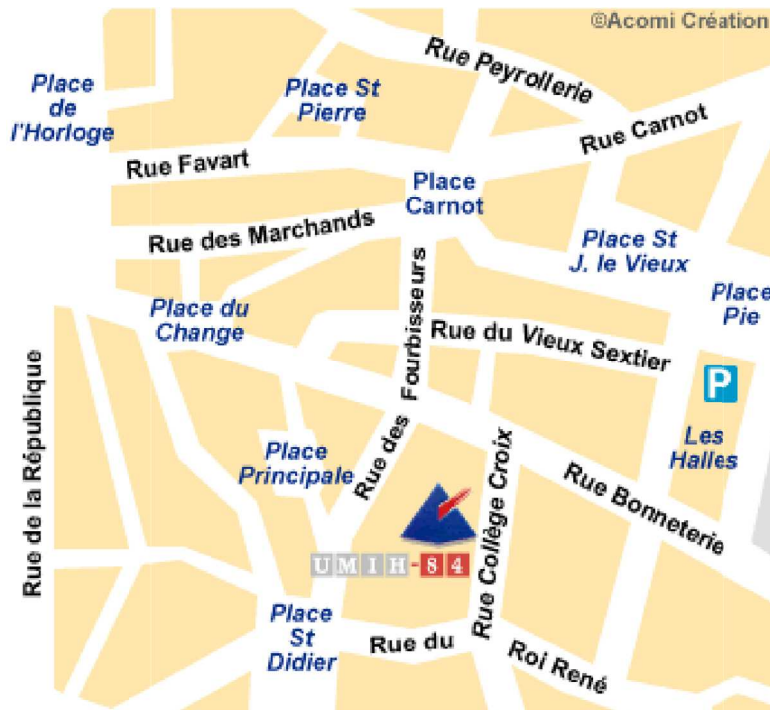 ©Acomi Création
Rue Peyrollerie
Place
de
l'Horloge
Place St
Pierre
Rue Carnot
Rue Favart
Place
Carnot
Rue des Marchands
Place St
J. le Vieux
Place
Pie
Place du
Change
Rue des Fourbisseurs
Rue du Vieux Sextier
P
Les
Halles
Rue de la République
Place
Principale
Rue Collège Croix
Rue Bonneterie
UMIH-84
Place
St
Didier
Rue du Roi René